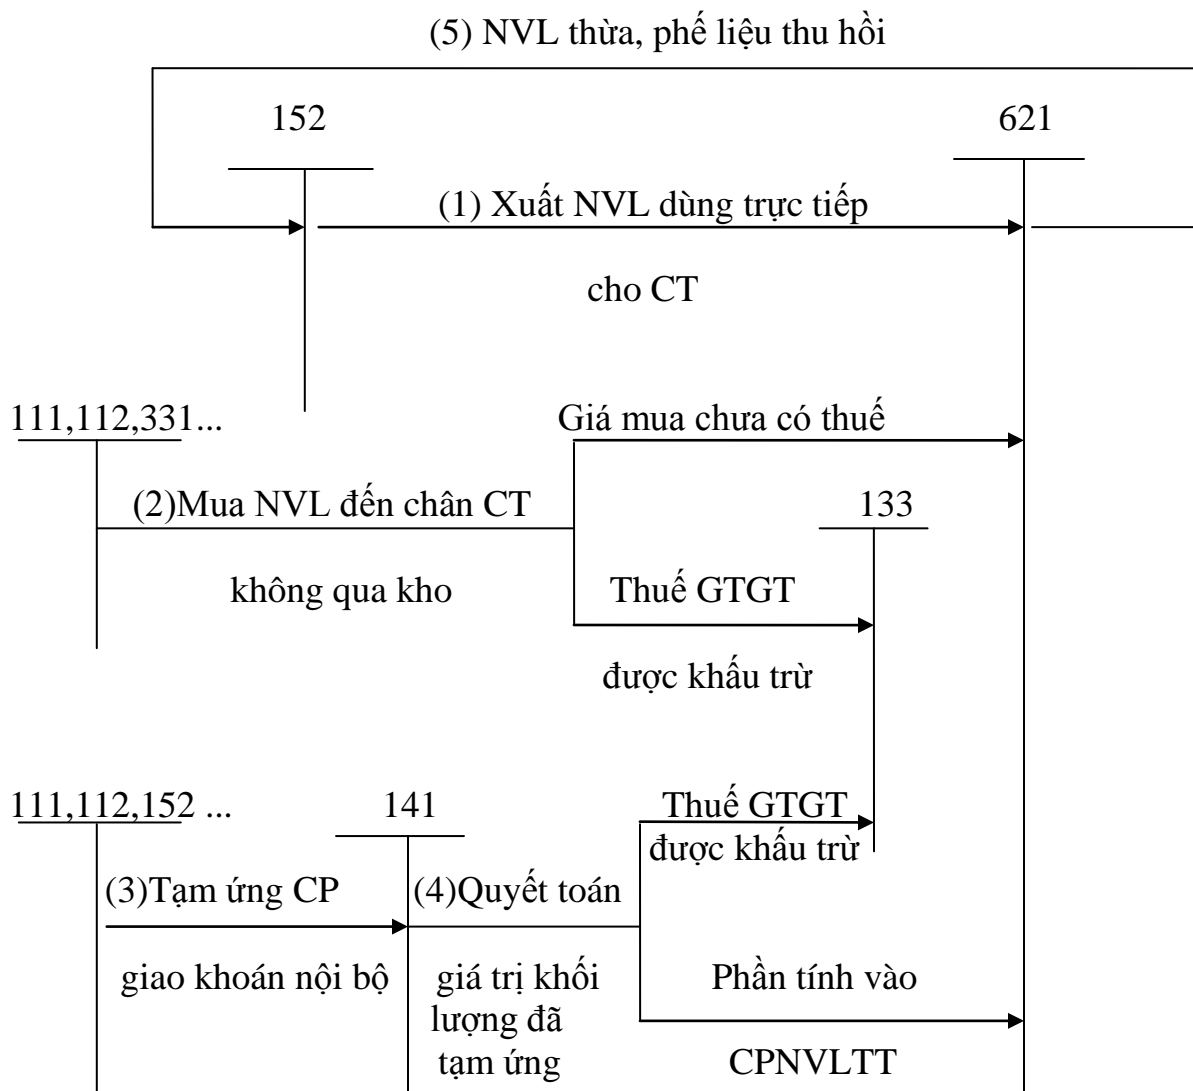 (5) NVL thừa, phế liệu thu hồi
152
621
(1) Xuất NVL dùng trực tiếp
cho CT
111,112,331...
Giá mua chưa có thuế
(2)Mua NVL đến chân CT
133
không qua kho
Thuế GTGT
được khấu trừ
111,112,152 ...
141
Thuế GTGT
được khấu trừ
(3)Tạm ứng CP
(4)Quyết toán
giao khoán nội bộ
giá trị khối
lượng đã
tạm ứng
Phần tính vào
CPNVLTT